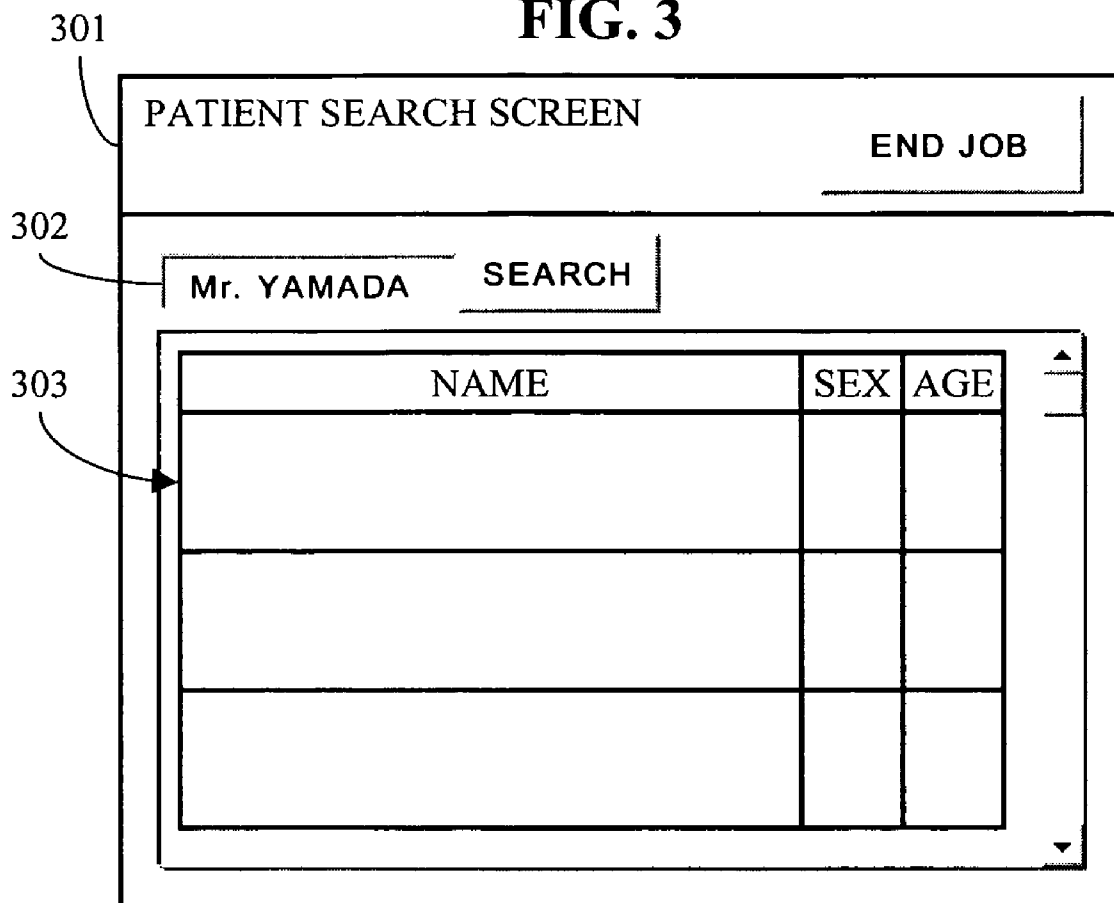 FIG. 3
301
PATIENT SEARCH SCREEN
END JOB
302
Mr. YAMADA
SEARCH
303
NAME SEX AGE